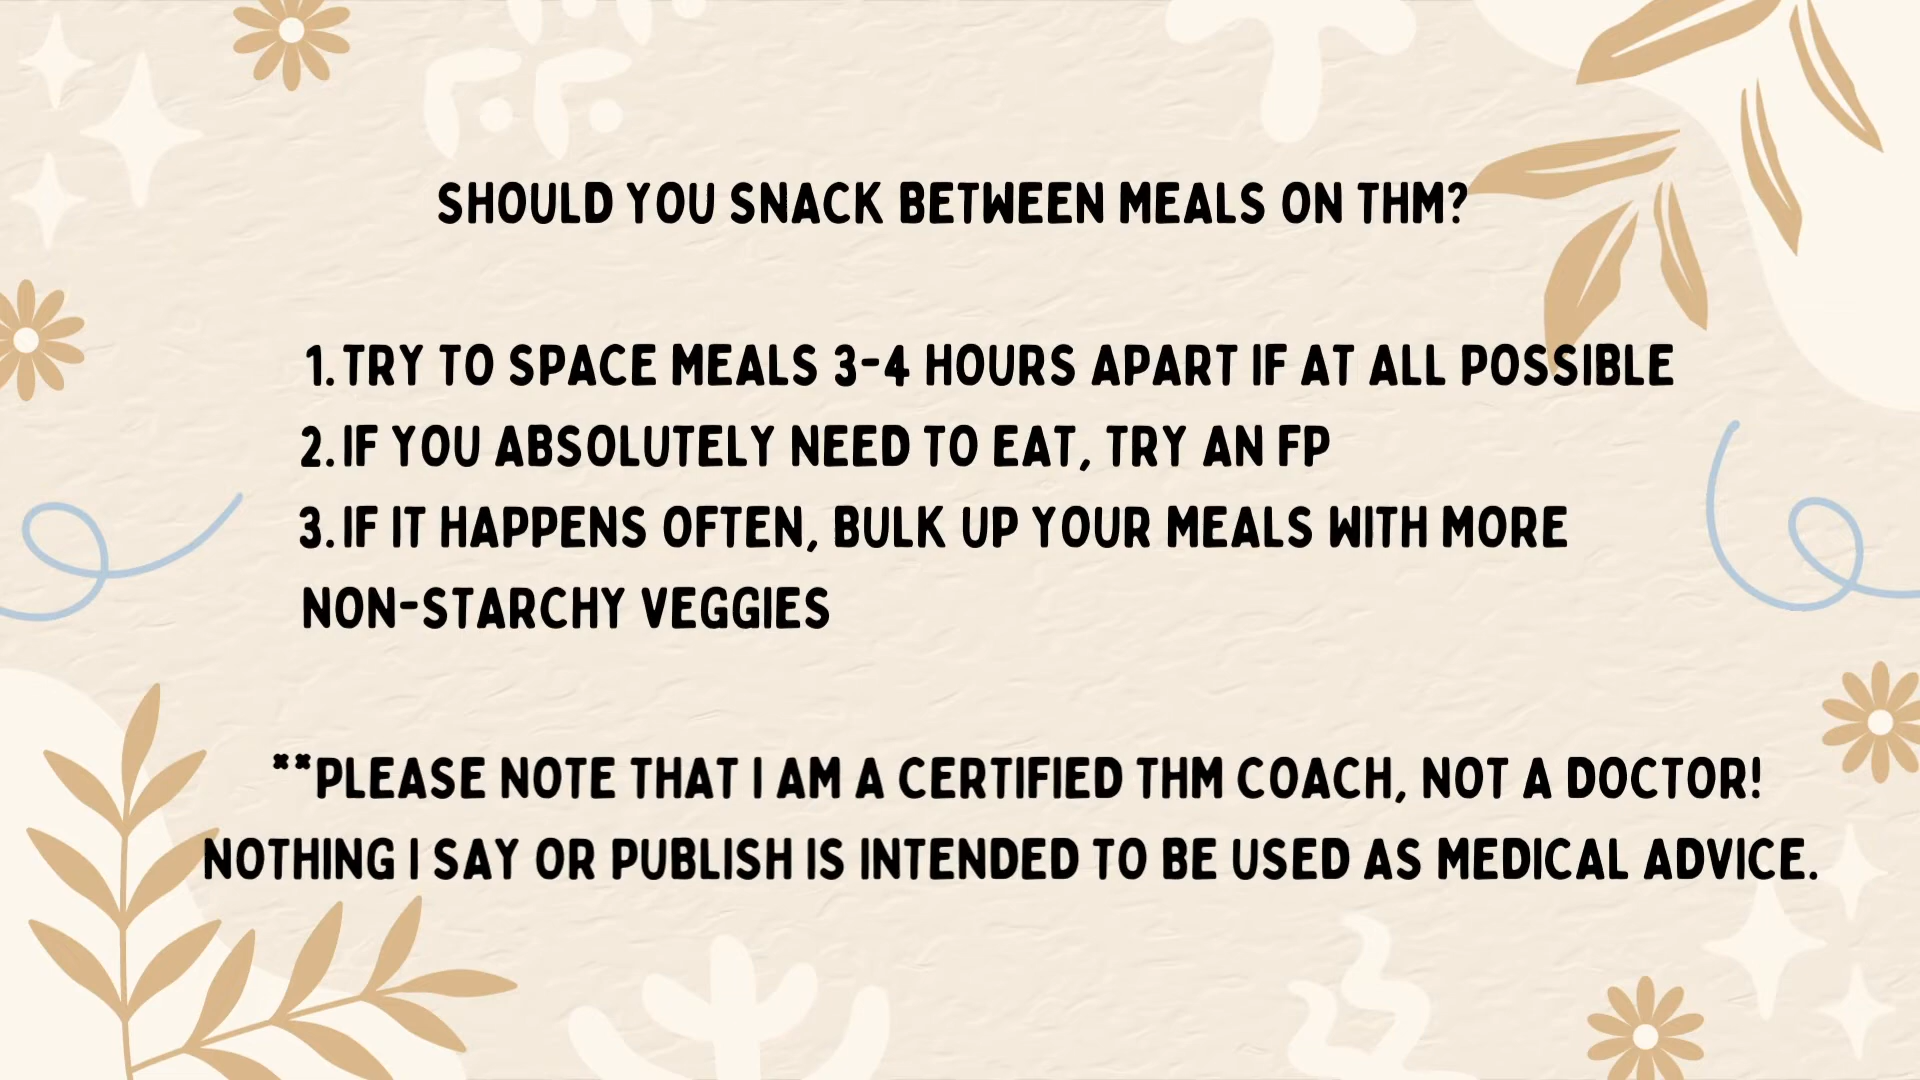 SHOULD YOU SNACK BETWEEN MEALS ON THM?
1. TRY TO SPACE MEALS 3-4 HOURS APART IF AT ALL POSSIBLE
2. IF YOU ABSOLUTELY NEED TO EAT, TRY AN FP
3. IF IT HAPPENS OFTEN, BULK UP YOUR MEALS WITH MORE
NON-STARCHY VEGGIES
**PLEASE NOTE THAT I AM A CERTIFIED THM COACH, NOT A DOCTOR!
NOTHING I SAY OR PUBLISH IS INTENDED TO BE USED AS MEDICAL ADVICE.